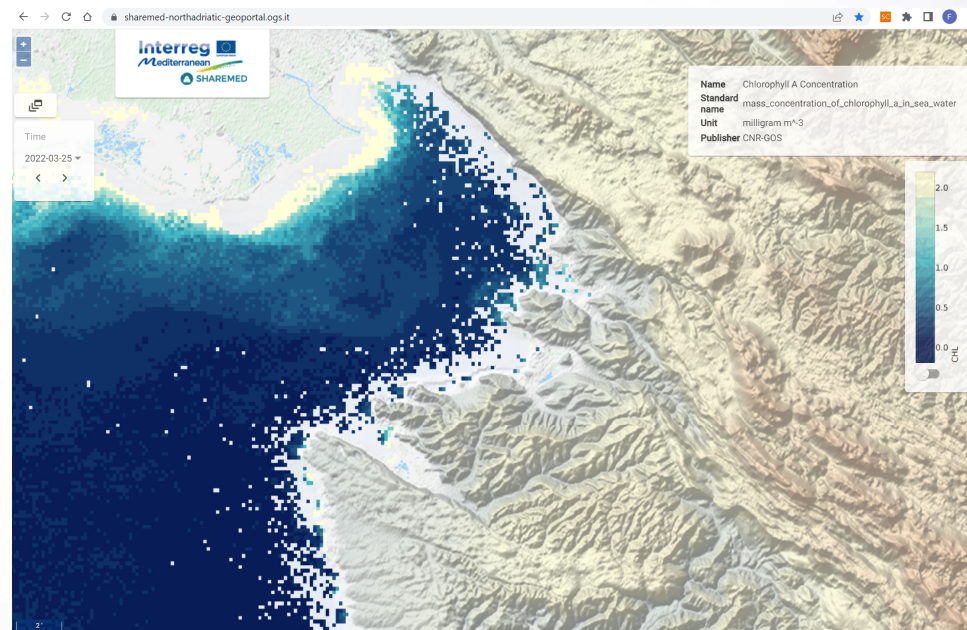 sharemed-northadriatic-geoportal.ogs.it
SC
F
+
−
Interreg
Mediterranean
SHAREMED
Time
2022-03-25
Name Chlorophyll A Concentration
Standard name mass_concentration_of_chlorophyll_a_in_sea_water
Unit milligram m^-3
Publisher CNR-GOS
2.0
1.5
1.0
0.5
0.0
CHL